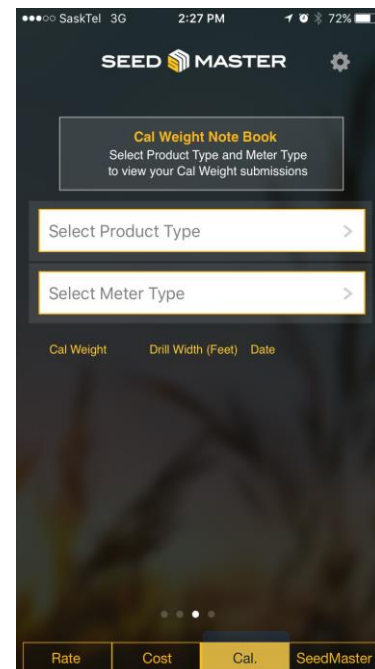 SaskTel 3G 2:27 PM 72%
SEED MASTER
Cal Weight Note Book
Select Product Type and Meter Type
to view your Cal Weight submissions
Select Product Type
Select Meter Type
Cal Weight Drill Width (Feet) Date
Rate Cost Cal. SeedMaster